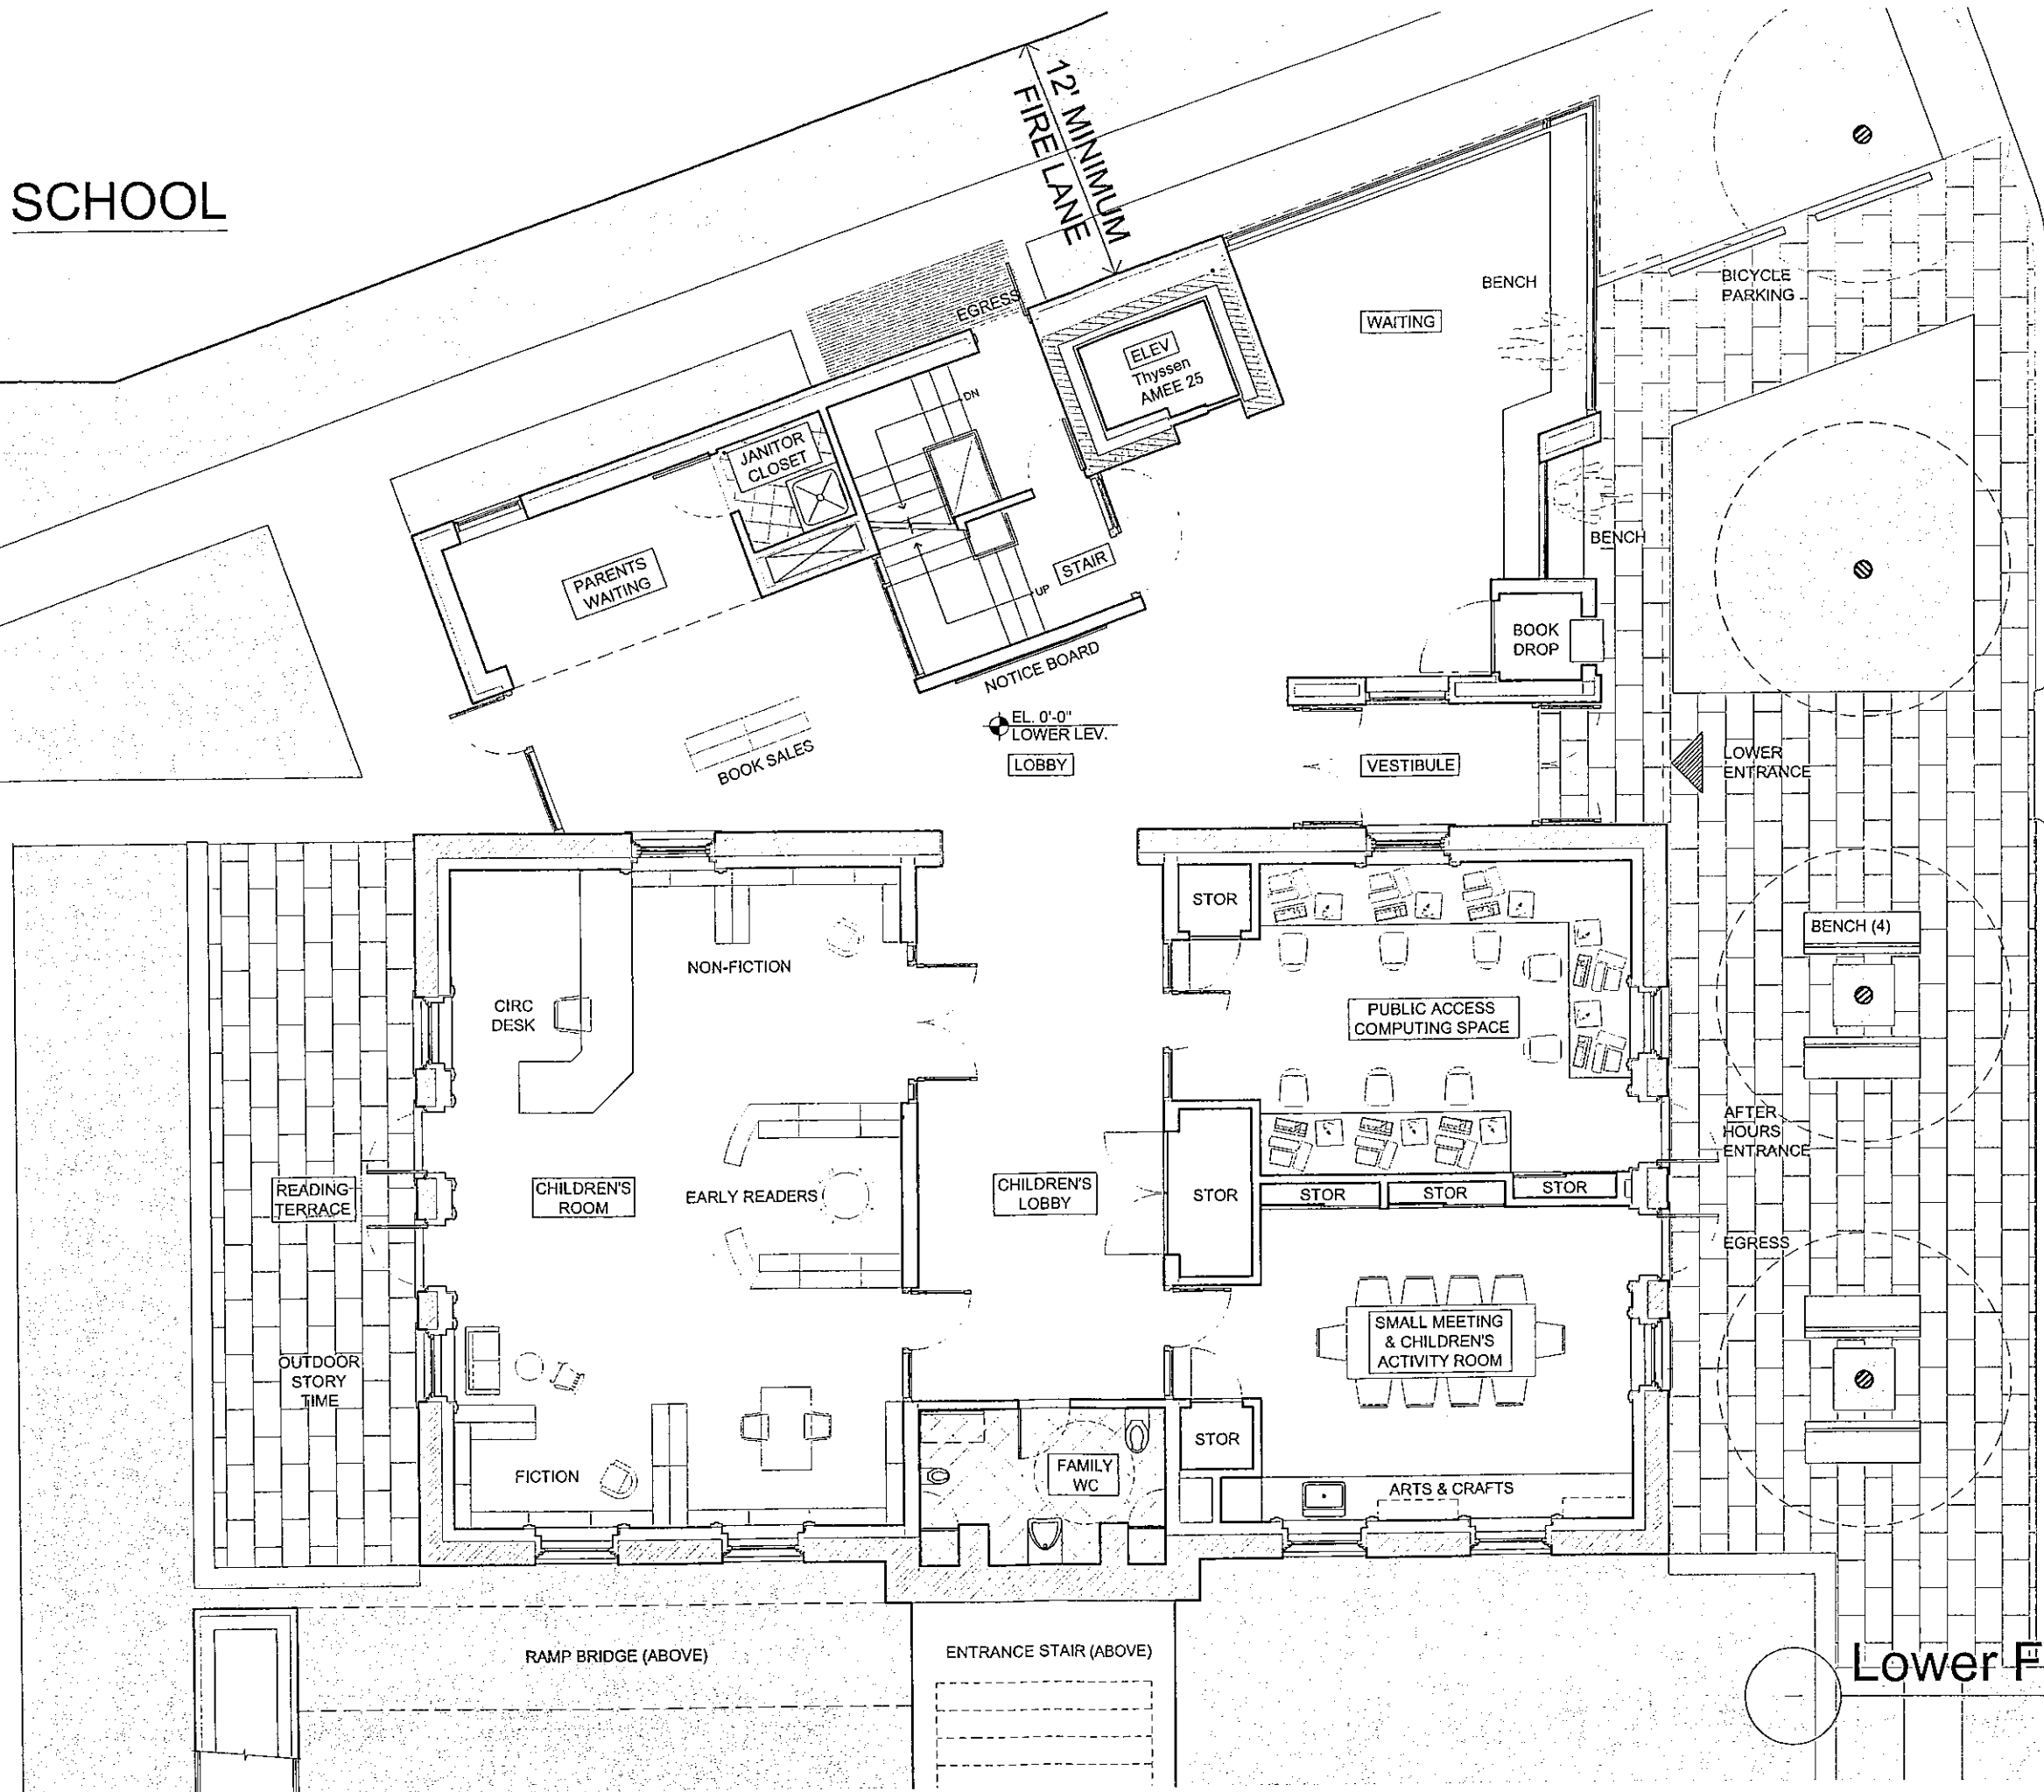 SCHOOL
12' MINIMUM
FIRE LANE
EGRESS
ELEV
Thyssen
AMEE 25
WAITING
BENCH
BICYCLE
PARKING
DN
JANITOR
CLOSET
PARENTS
WAITING
STAIR
UP
BENCH
BOOK
DROP
NOTICE BOARD
EL. 0'-0"
LOWER LEV.
LOBBY
BOOK SALES
VESTIBULE
LOWER
ENTRANCE
STOR
NON-FICTION
CIRC
DESK
PUBLIC ACCESS
COMPUTING SPACE
BENCH (4)
AFTER
HOURS
ENTRANCE
READING
TERRACE
CHILDREN'S
ROOM
EARLY READERS
CHILDREN'S
LOBBY
STOR
STOR
STOR
STOR
EGRESS
SMALL MEETING
& CHILDREN'S
ACTIVITY ROOM
OUTDOOR
STORY
TIME
STOR
FICTION
FAMILY
WC
ARTS & CRAFTS
RAMP BRIDGE (ABOVE)
ENTRANCE STAIR (ABOVE)
Lower F